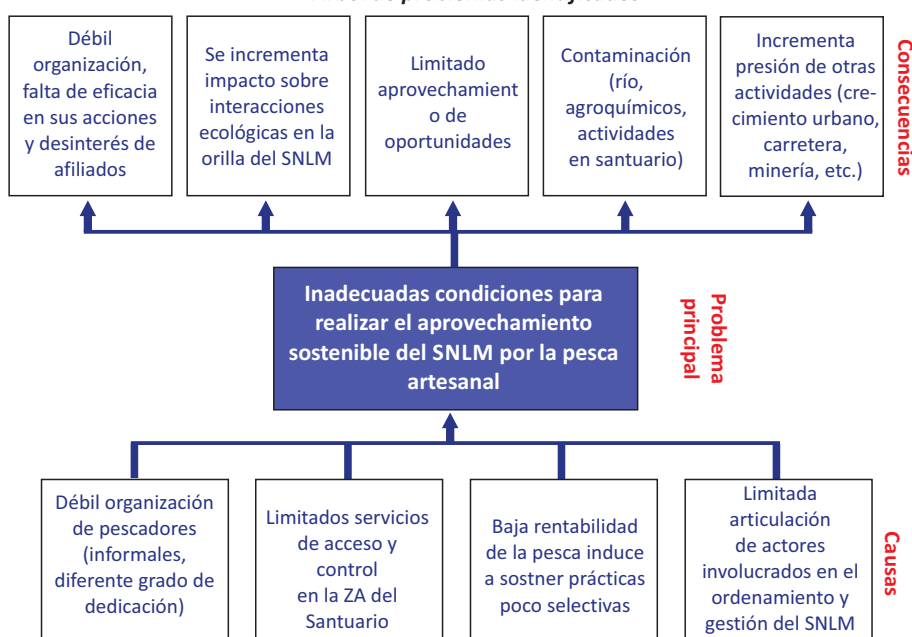 Débil
organización,
falta de eficacia
en sus acciones
y desinterés de
afiliados
Se incrementa
impacto sobre
interacciones
ecológicas en la
orilla del SNLM
Limitado
aprovechamient
o de
oportunidades
Contaminación
(río,
agroquímicos,
actividades
en santuario)
Incrementa
presión de otras
actividades (cre-
cimiento urbano,
carretera,
minería, etc.)
Consecuencias
Inadecuadas condiciones para
realizar el aprovechamiento
sostenible del SNLM por la pesca
artesanal
Problema
principal
Débil organización
de pescadores
(informales,
diferente grado de
dedicación)
Limitados servicios
de acceso y
control
en la ZA del
Santuario
Baja rentabilidad
de la pesca induce
a sostner prácticas
poco selectivas
Limitada
articulación
de actores
involucrados en el
ordenamiento y
gestión del SNLM
Causas